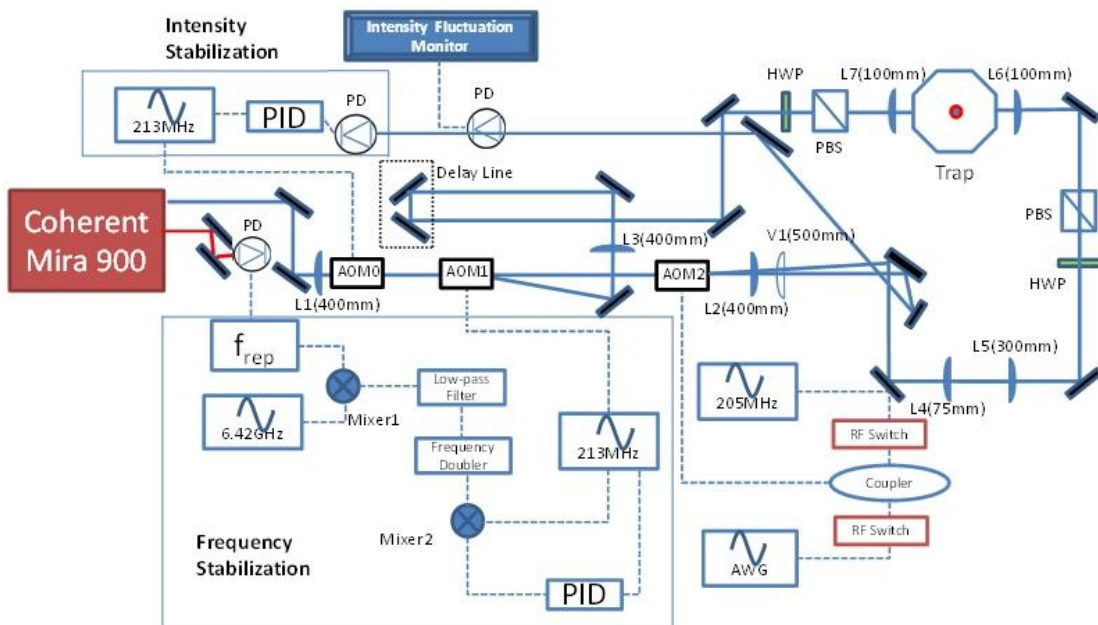 Intensity
Stabilization
Intensity Fluctuation
Monitor
213MHz
PID
PD
PD
HWP
L7(100mm)
L6(100mm)
PBS
Trap
Delay Line
Coherent
Mira 900
PD
AOM0
L1(400mm)
AOM1
L3(400mm)
AOM2
V1(500mm)
L2(400mm)
PBS
HWP
f rep
6.42GHz
Mixer1
Low-pass
Filter
Frequency
Doubler
213MHz
Mixer2
PID
Frequency
Stabilization
205MHz
L5(300mm)
L4(75mm)
RF Switch
Coupler
RF Switch
AWG